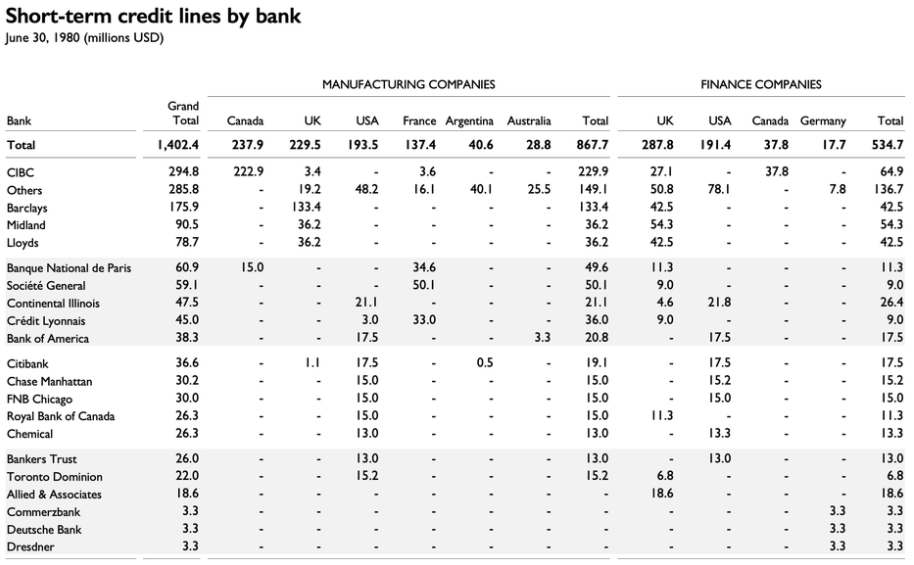 Short-term credit lines by bank
June 30, 1980 (millions USD)
MANUFACTURING COMPANIES FINANCE COMPANIES
Grand
Bank Total Canada UK USA France Argentina Australia Total UK USA Canada Germany Total
Total 1,402.4 237.9 229.5 193.5 137.4 40.6 28.8 867.7 287.8 191.4 37.8 17.7 534.7
CIBC 294.8 222.9 3.4 - 3.6 - - 229.9 27.1 - 37.8 - 64.9
Others 285.8 - 19.2 48.2 16.1 40.1 25.5 149.1 50.8 78.1 - 7.8 136.7
Barclays 175.9 - 133.4 - - - - 133.4 42.5 - - - 42.5
Midland 90.5 - 36.2 - - - - 36.2 54.3 - - - 54.3
Lloyds 78.7 - 36.2 - - - - 36.2 42.5 - - - 42.5
Banque National de Paris 60.9 15.0 - - 34.6 - - 49.6 11.3 - - - 11.3
Société General 59.1 - - - 50.1 - - 50.1 9.0 - - - 9.0
Continental Illinois 47.5 - - 21.1 - - - 21.1 4.6 21.8 - - 26.4
Crédit Lyonnais 45.0 - - 3.0 33.0 - - 36.0 9.0 - - - 9.0
Bank of America 38.3 - - 17.5 - - 3.3 20.8 - 17.5 - - 17.5
Citibank 36.6 - 1.1 17.5 - 0.5 - 19.1 - 17.5 - - 17.5
Chase Manhattan 30.2 - - 15.0 - - - 15.0 - 15.2 - - 15.2
FNB Chicago 30.0 - - 15.0 - - - 15.0 - 15.0 - - 15.0
Royal Bank of Canada 26.3 - - 15.0 - - - 15.0 11.3 - - - 11.3
Chemical 26.3 - - 13.0 - - - 13.0 - 13.3 - - 13.3
Bankers Trust 26.0 - - 13.0 - - - 13.0 - 13.0 - - 13.0
Toronto Dominion 22.0 - - 15.2 - - - 15.2 6.8 - - - 6.8
Allied & Associates 18.6 - - - - - - - 18.6 - - - 18.6
Commerzbank 3.3 - - - - - - - - - - 3.3 3.3
Deutsche Bank 3.3 - - - - - - - - - - 3.3 3.3
Dresdner 3.3 - - - - - - - - - - 3.3 3.3